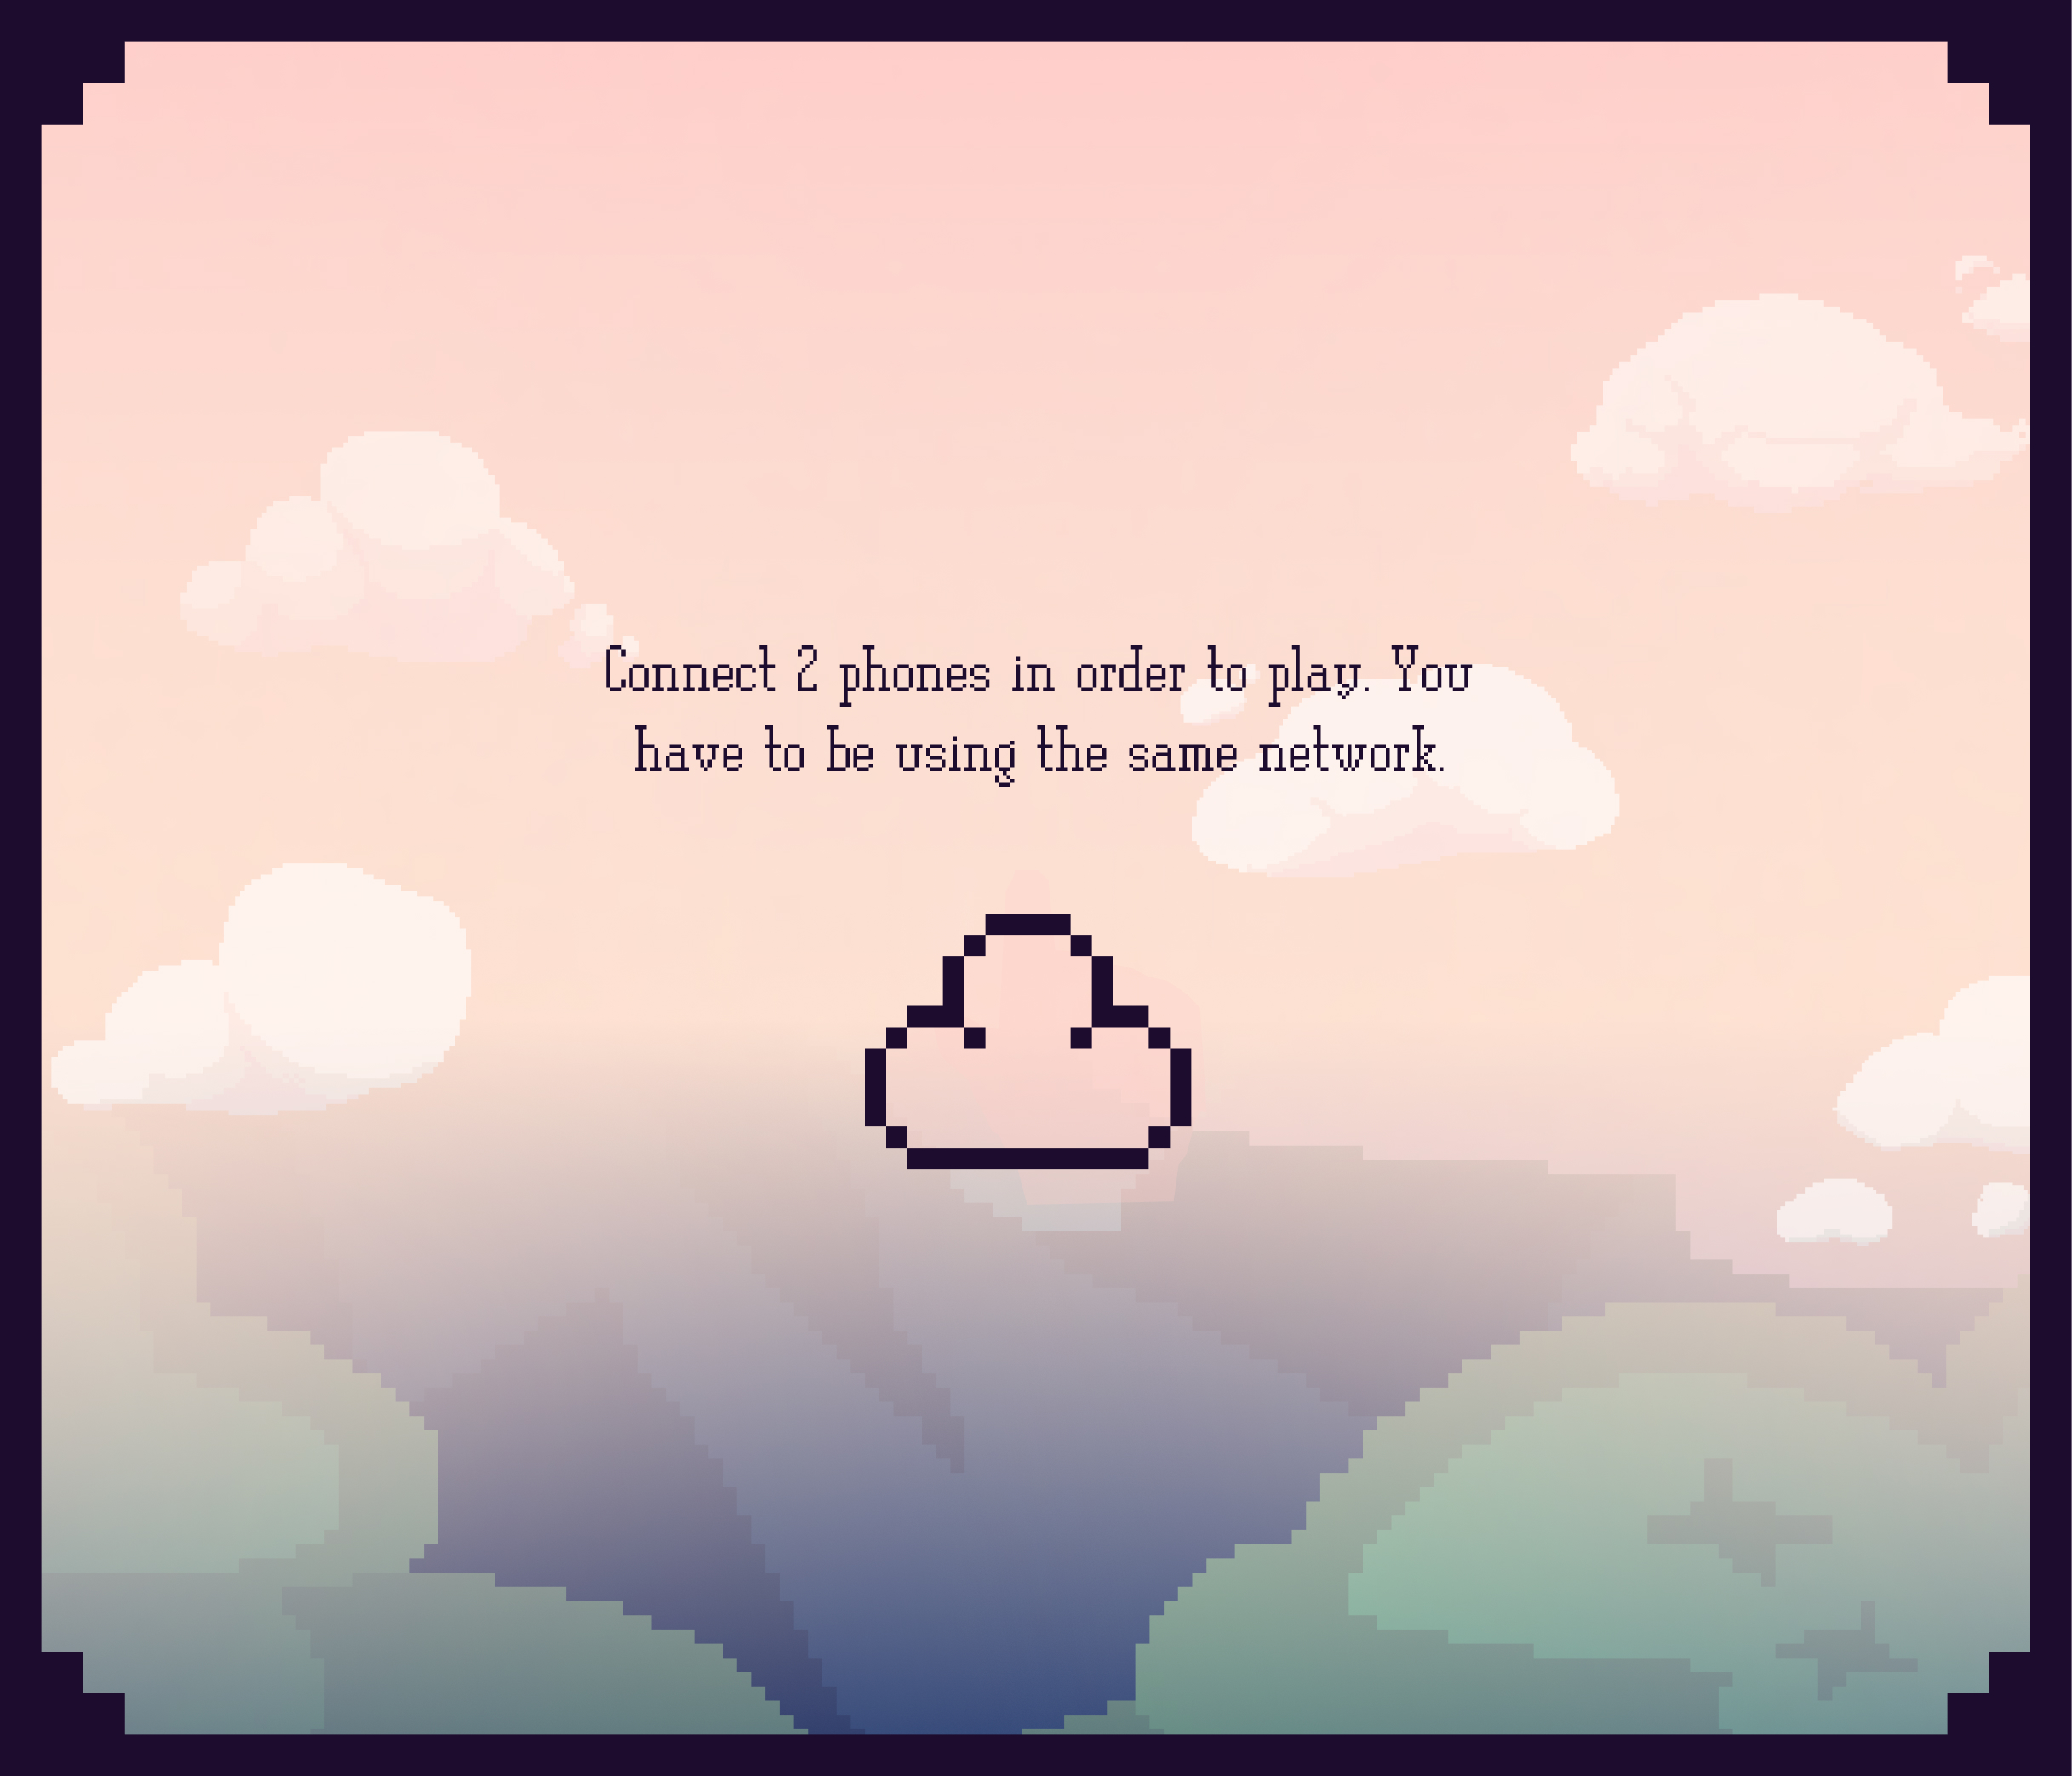 Connect 2 phones in order to play. You
have to be using the same network.